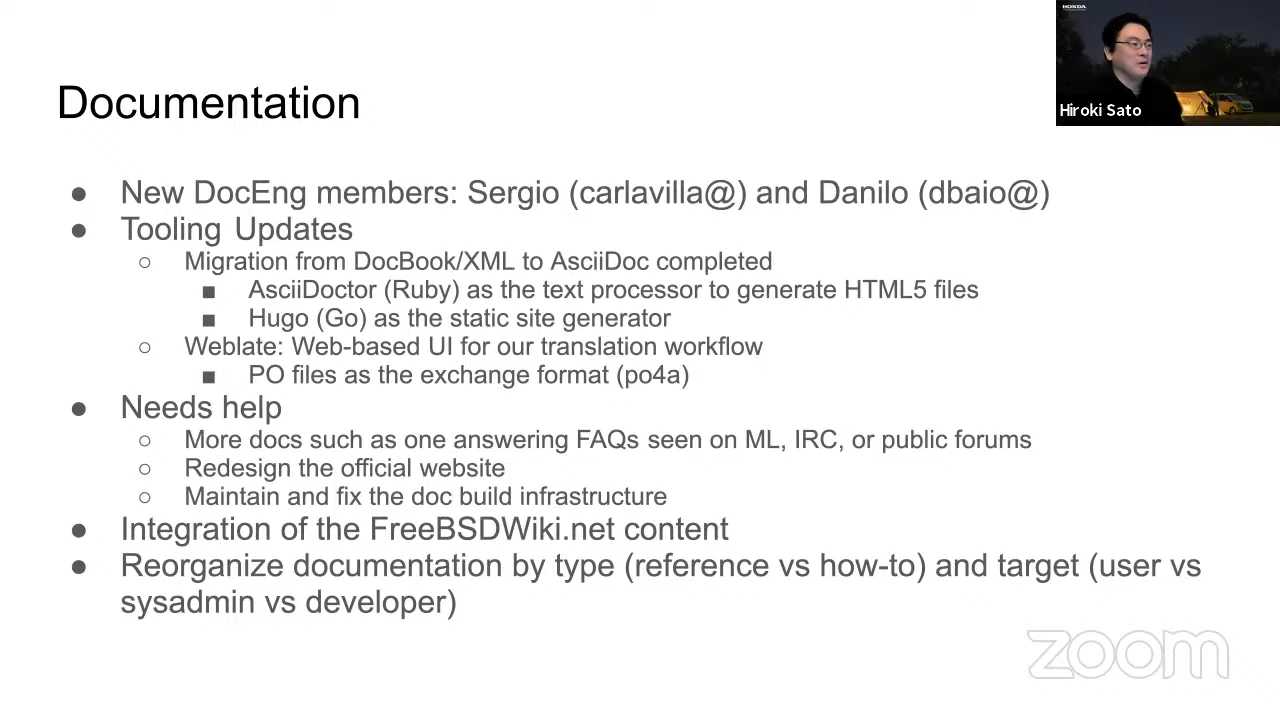 HONDA
Hiroki Sato
Documentation
● New DocEng members: Sergio (carlavilla@) and Danilo (dbaio@)
● Tooling Updates
○ Migration from DocBook/XML to AsciiDoc completed
■ AsciiDoctor (Ruby) as the text processor to generate HTML5 files
■ Hugo (Go) as the static site generator
○ Weblate: Web-based UI for our translation workflow
■ PO files as the exchange format (po4a)
● Needs help
○ More docs such as one answering FAQs seen on ML, IRC, or public forums
○ Redesign the official website
○ Maintain and fix the doc build infrastructure
● Integration of the FreeBSDWiki.net content
● Reorganize documentation by type (reference vs how-to) and target (user vs
sysadmin vs developer)
zoom